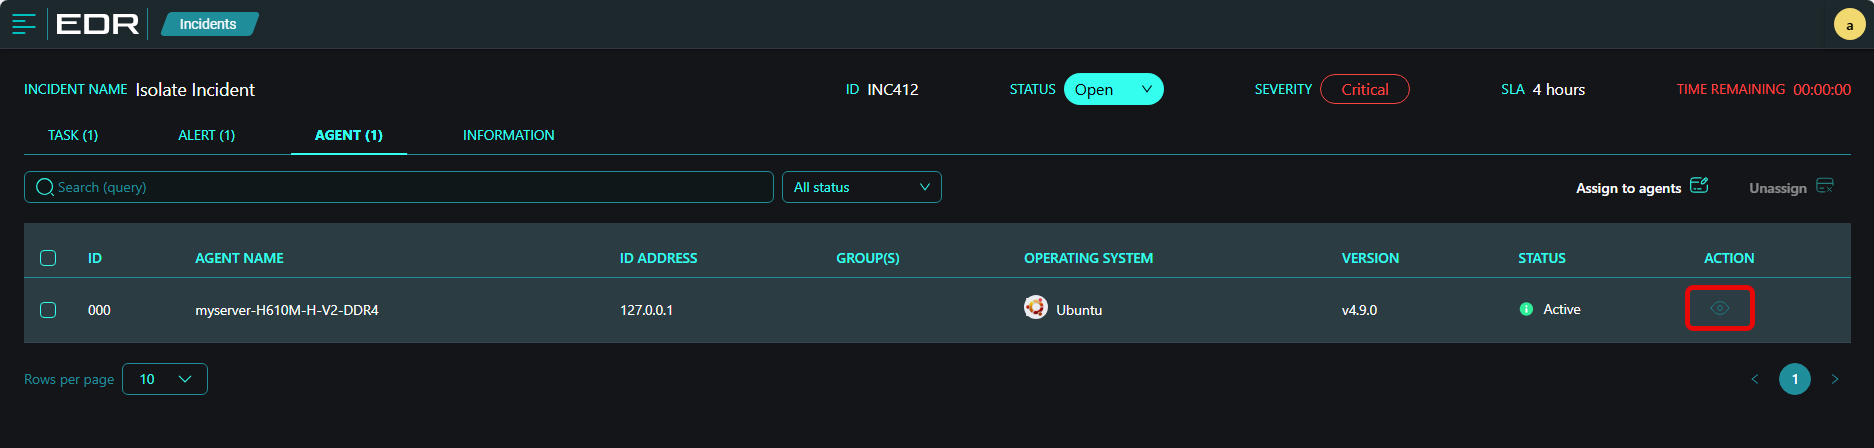 EDR Incidents a
INCIDENT NAME Isolate Incident ID INC412 STATUS Open SEVERITY Critical SLA 4 hours TIME REMAINING 00:00:00
TASK (1) ALERT (1) AGENT (1) INFORMATION
Search (query) All status Assign to agents Unassign
ID AGENT NAME ID ADDRESS GROUP(S) OPERATING SYSTEM VERSION STATUS ACTION
000 myserver-H610M-H-V2-DDR4 127.0.0.1 Ubuntu v4.9.0 Active
Rows per page 10 < 1 >